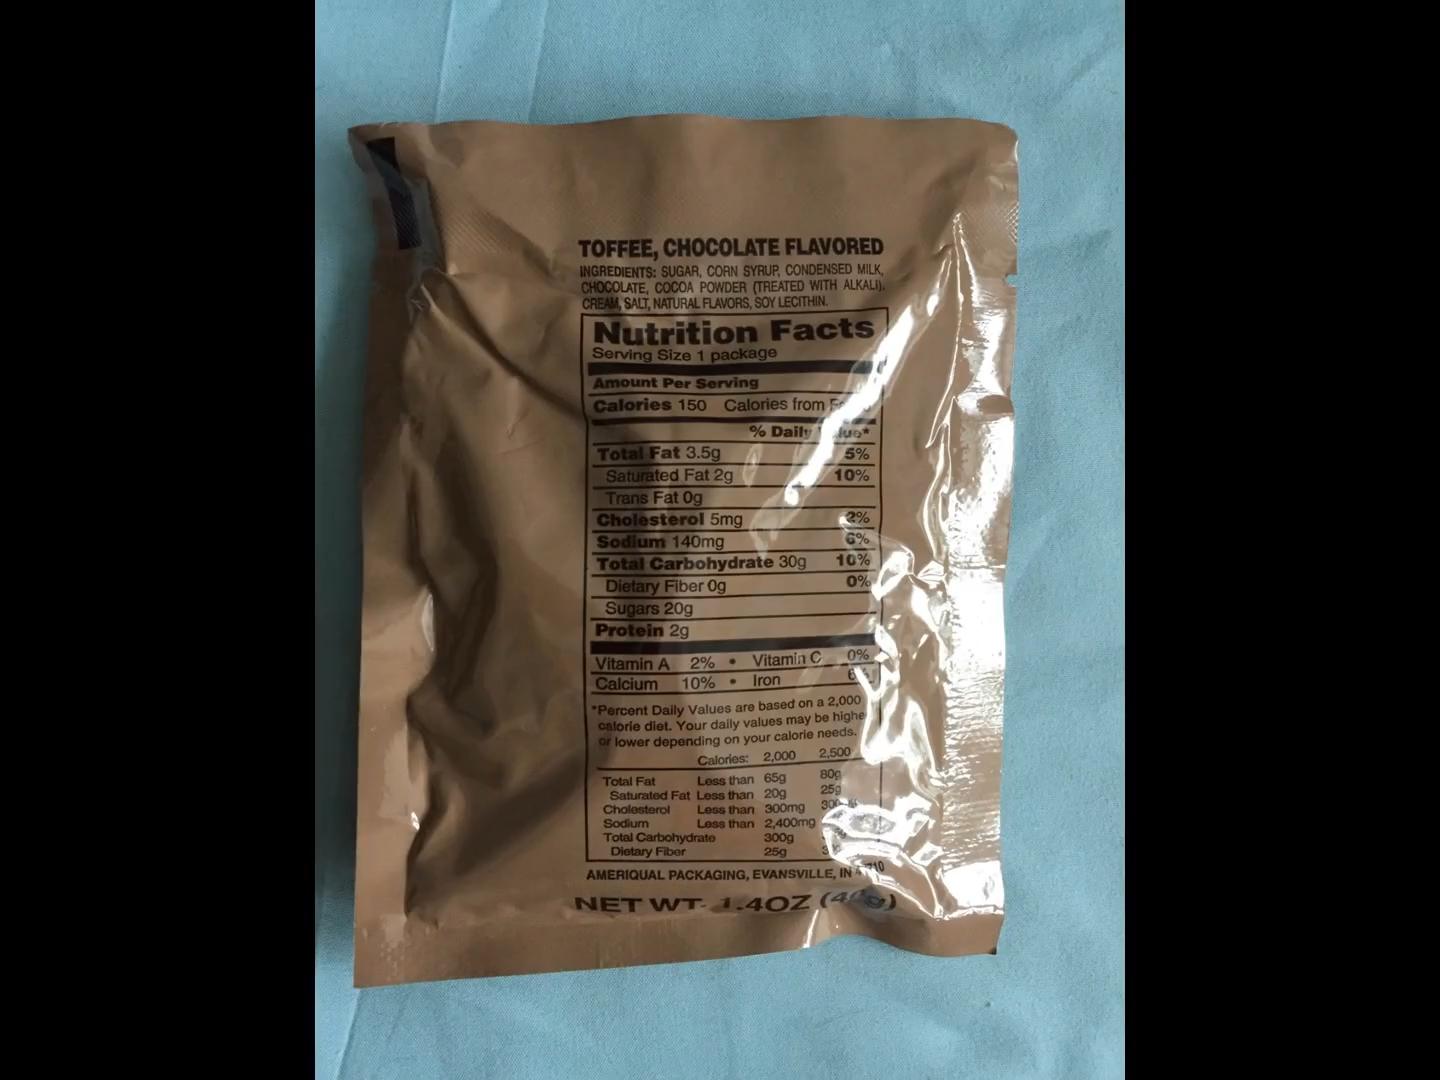 TOFFEE, CHOCOLATE FLAVORED
INGREDIENTS: SUGAR, CORN SYRUP, CONDENSED MILK,
CHOCOLATE, COCOA POWDER (TREATED WITH ALKALI),
CREAM, SALT, NATURAL FLAVORS, SOY LECITHIN.
Nutrition Facts
Serving Size 1 package
Amount Per Serving
Calories 150 Calories from
% Daily Value*
Total Fat 3.5g 5%
Saturated Fat 2g 10%
Trans Fat 0g
Cholesterol 5mg 2%
Sodium 140mg 6%
Total Carbohydrate 30g 10%
Dietary Fiber 0g 0%
Sugars 20g
Protein 2g
Vitamin A 2% • Vitamin C 0%
Calcium 10% • Iron
*Percent Daily Values are based on a 2,000
calorie diet. Your daily values may be higher
or lower depending on your calorie needs.
Calories: 2,000 2,500
Total Fat Less than 65g 80g
Saturated Fat Less than 20g 25g
Cholesterol Less than 300mg
Sodium Less than 2,400mg
Total Carbohydrate 300g
Dietary Fiber 25g
AMERIQUAL PACKAGING, EVANSVILLE, IN
NET WT. 1.4OZ